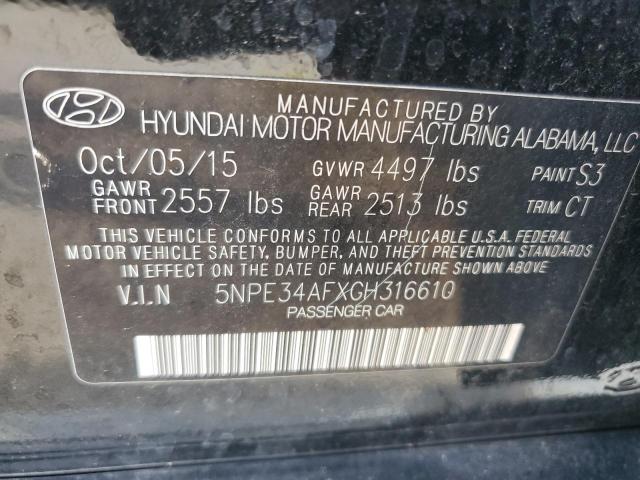 MANUFACTURED BY
HYUNDAI MOTOR MANUFACTURING ALABAMA, LLC
Oct/05/15 GVWR 4497 lbs PAINT S3
GAWR FRONT 2557 lbs GAWR REAR 2513 lbs TRIM CT
THIS VEHICLE CONFORMS TO ALL APPLICABLE U.S.A. FEDERAL
MOTOR VEHICLE SAFETY, BUMPER, AND THEFT PREVENTION STANDARDS
IN EFFECT ON THE DATE OF MANUFACTURE SHOWN ABOVE.
V.I.N 5NPE34AFXGH316610
PASSENGER CAR